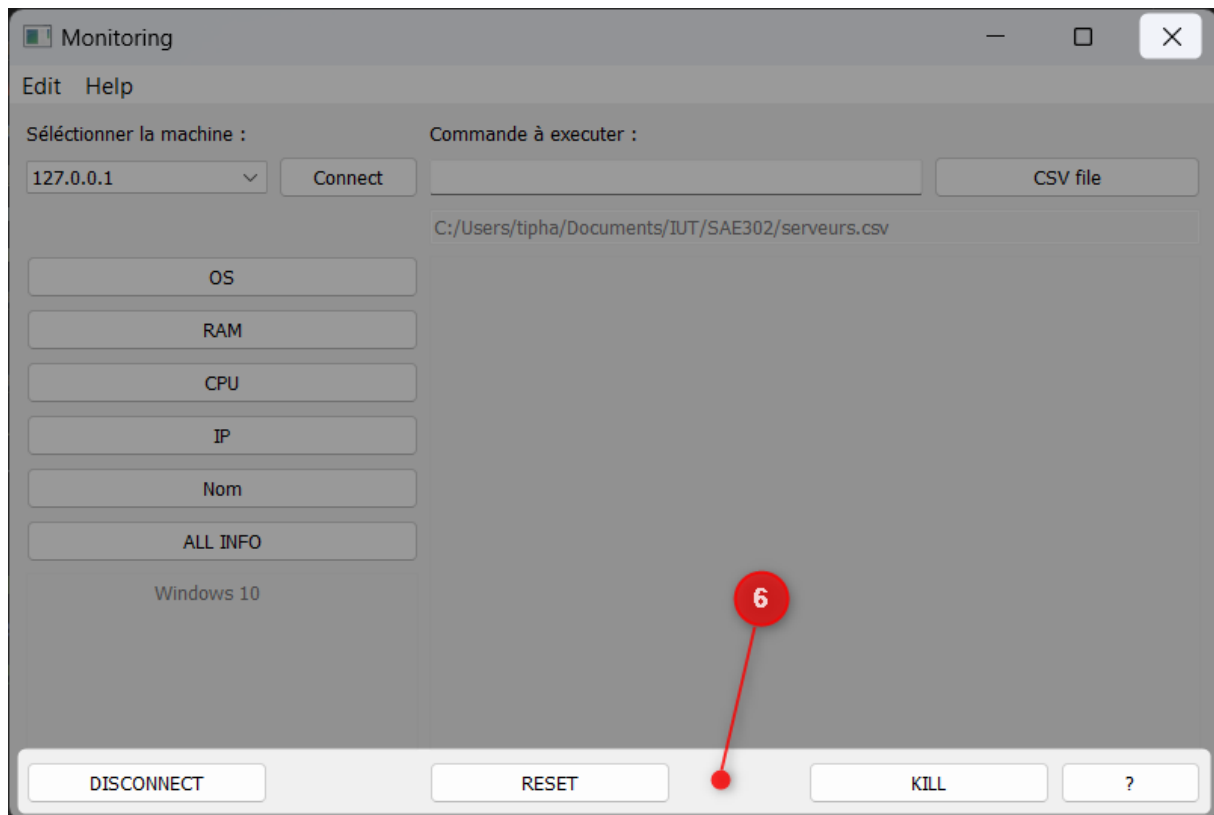 Monitoring
Edit Help
Séléctionner la machine : Commande à executer :
127.0.0.1 Connect CSV file
C:/Users/tipha/Documents/IUT/SAE302/serveurs.csv
OS
RAM
CPU
IP
Nom
ALL INFO
Windows 10
6
DISCONNECT RESET KILL ?